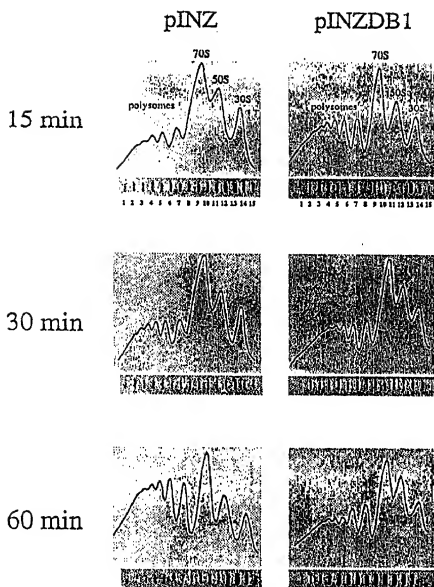 pINZ pINZDB1
70S 70S
50S 50S
30S 30S
polysomes polysomes
15 min
1 2 3 4 5 6 7 8 9 10 11 12 13 14 15 1 2 3 4 5 6 7 8 9 10 11 12 13 14 15
30 min
60 min